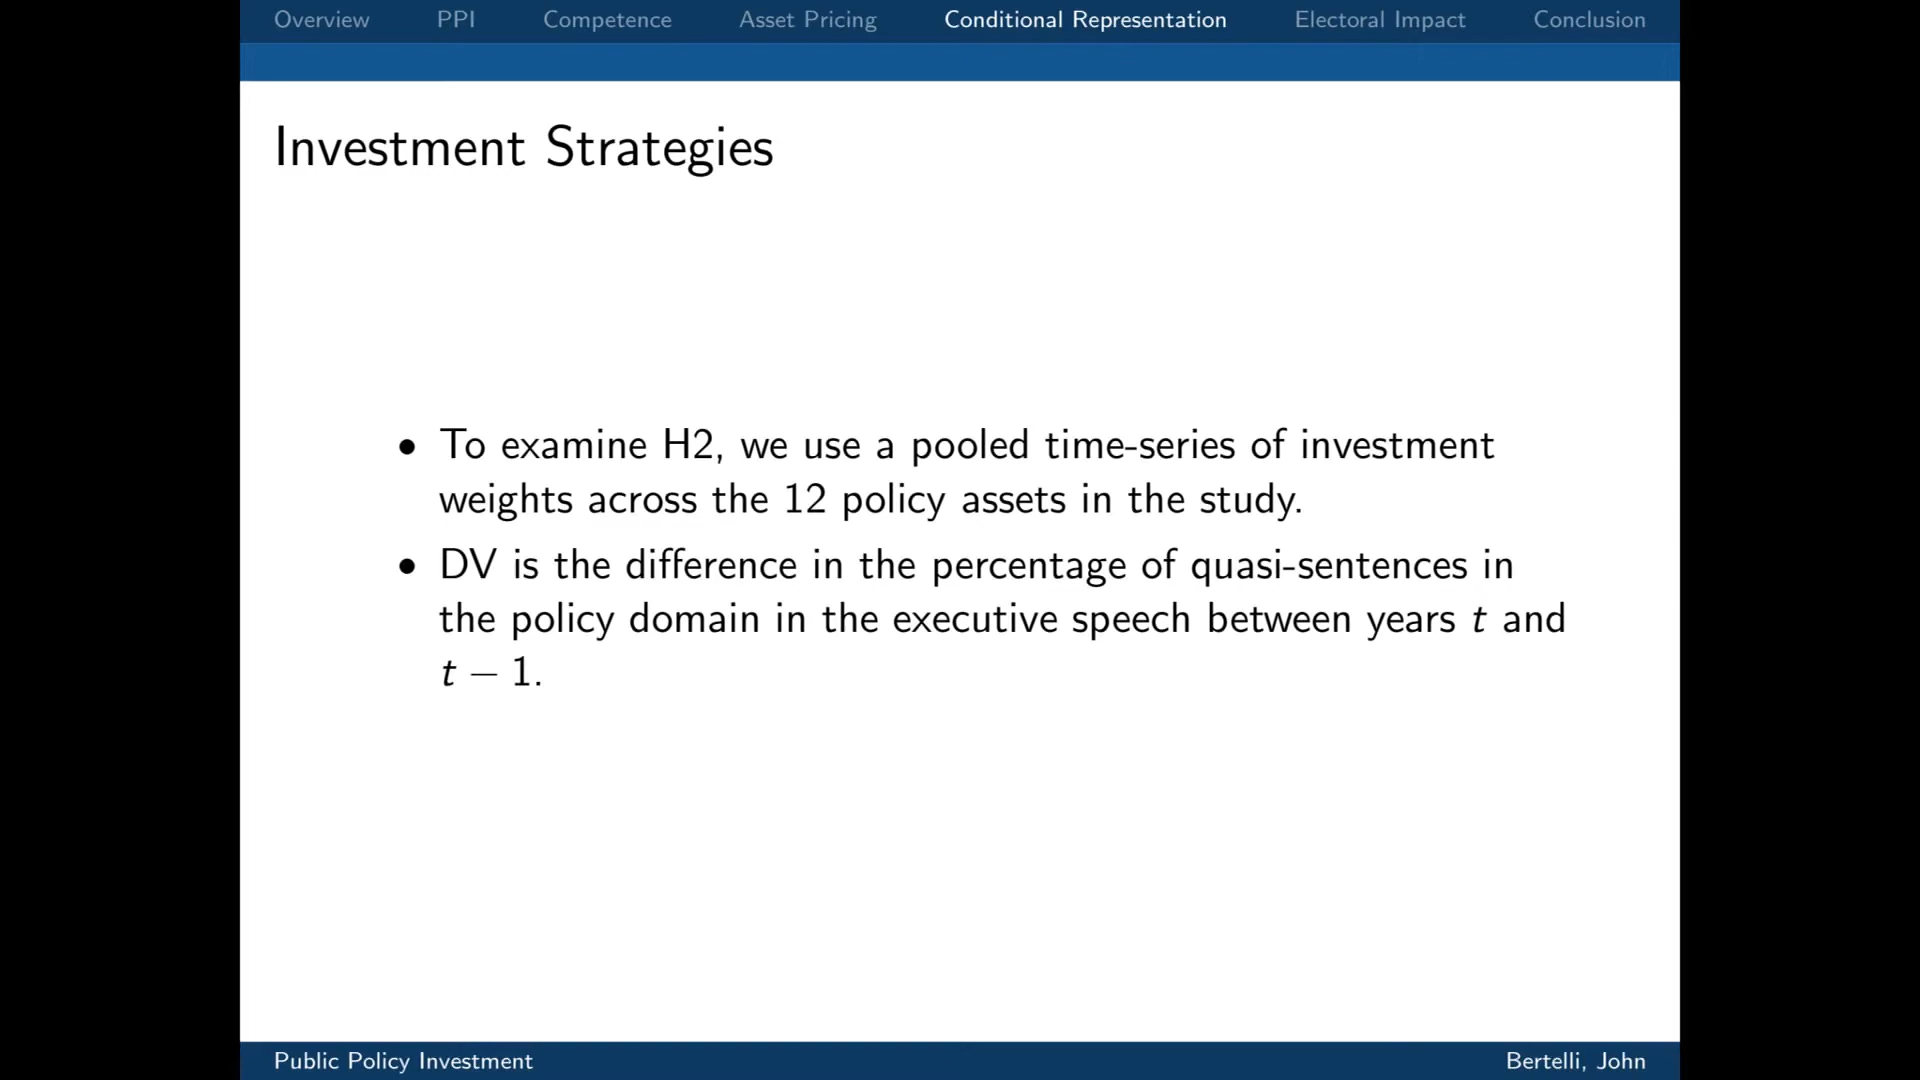 Overview PPI Competence Asset Pricing Conditional Representation Electoral Impact Conclusion
Investment Strategies
• To examine H2, we use a pooled time-series of investment
weights across the 12 policy assets in the study.
• DV is the difference in the percentage of quasi-sentences in
the policy domain in the executive speech between years t and
t − 1.
Public Policy Investment Bertelli, John